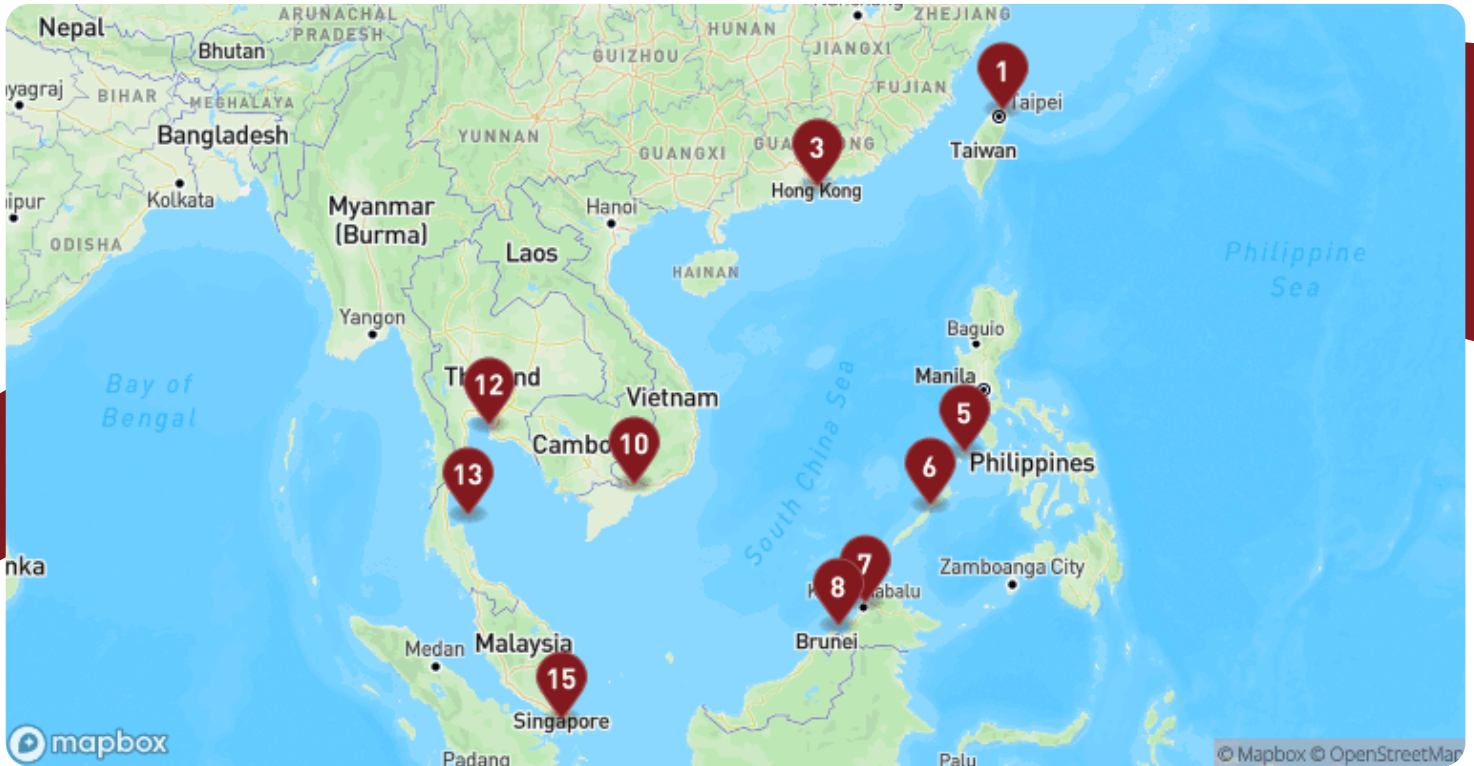 Nepal
ARUNACHAL
PRADESH
ZHEJIANG
HUNAN
JIANGXI
Bhutan
GUIZHOU
1
yagraj
BIHAR
MEGHALAYA
FUJIAN
Taipei
Bangladesh
YUNNAN
GUANGXI
3
Taiwan
Kolkata
Hong Kong
ipur
Myanmar
(Burma)
Hanoi
ODISHA
Laos
HAINAN
Philippine
Sea
Yangon
Baguio
12
Manila
Bay of
Bengal
Vietnam
5
South China Sea
10
13
6
Philippines
nka
7
Zamboanga City
8
abalu
Brunei
Medan
Malaysia
15
Singapore
mapbox
Padang
Palu
© Mapbox © OpenStreetMap